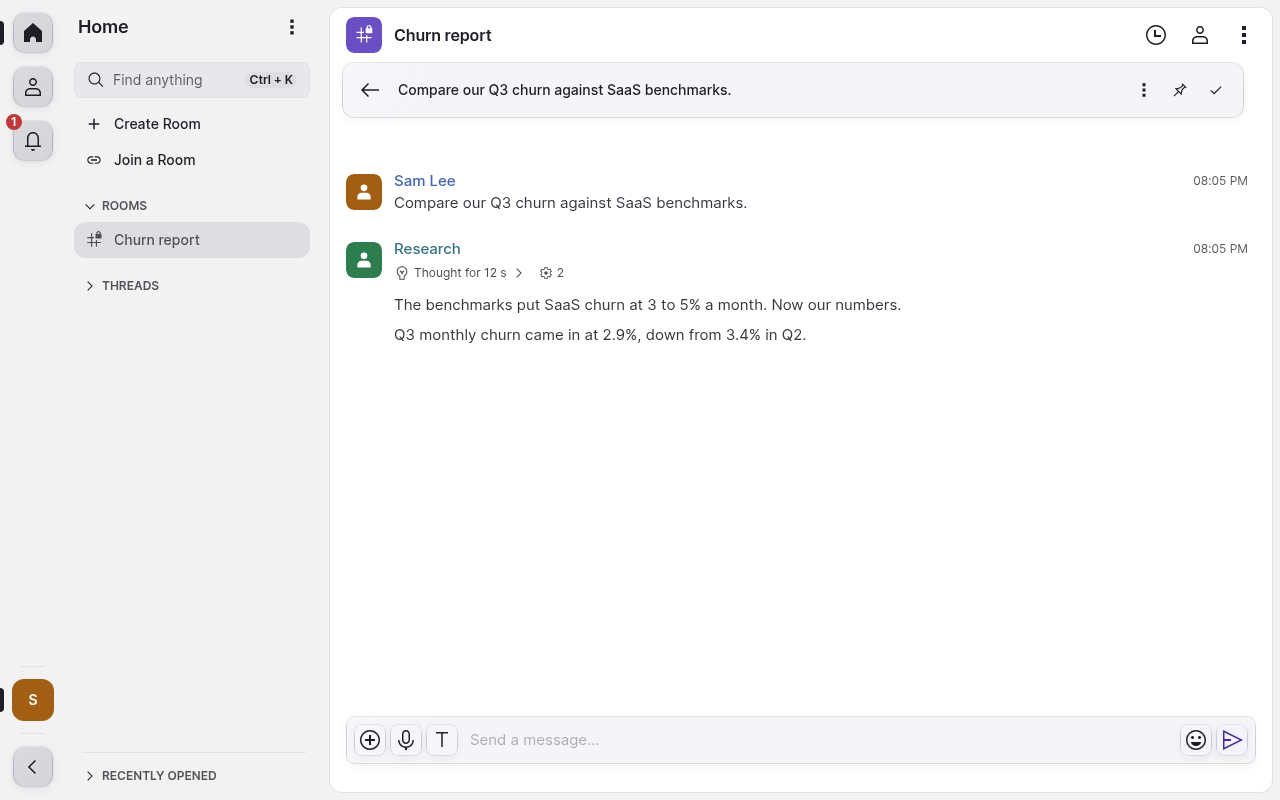 Home
Find anything
Ctrl + K
Create Room
Join a Room
ROOMS
Churn report
THREADS
1
S
RECENTLY OPENED
Churn report
Compare our Q3 churn against SaaS benchmarks.
Sam Lee
08:05 PM
Compare our Q3 churn against SaaS benchmarks.
Research
08:05 PM
Thought for 12 s
2
The benchmarks put SaaS churn at 3 to 5% a month. Now our numbers.
Q3 monthly churn came in at 2.9%, down from 3.4% in Q2.
Send a message...